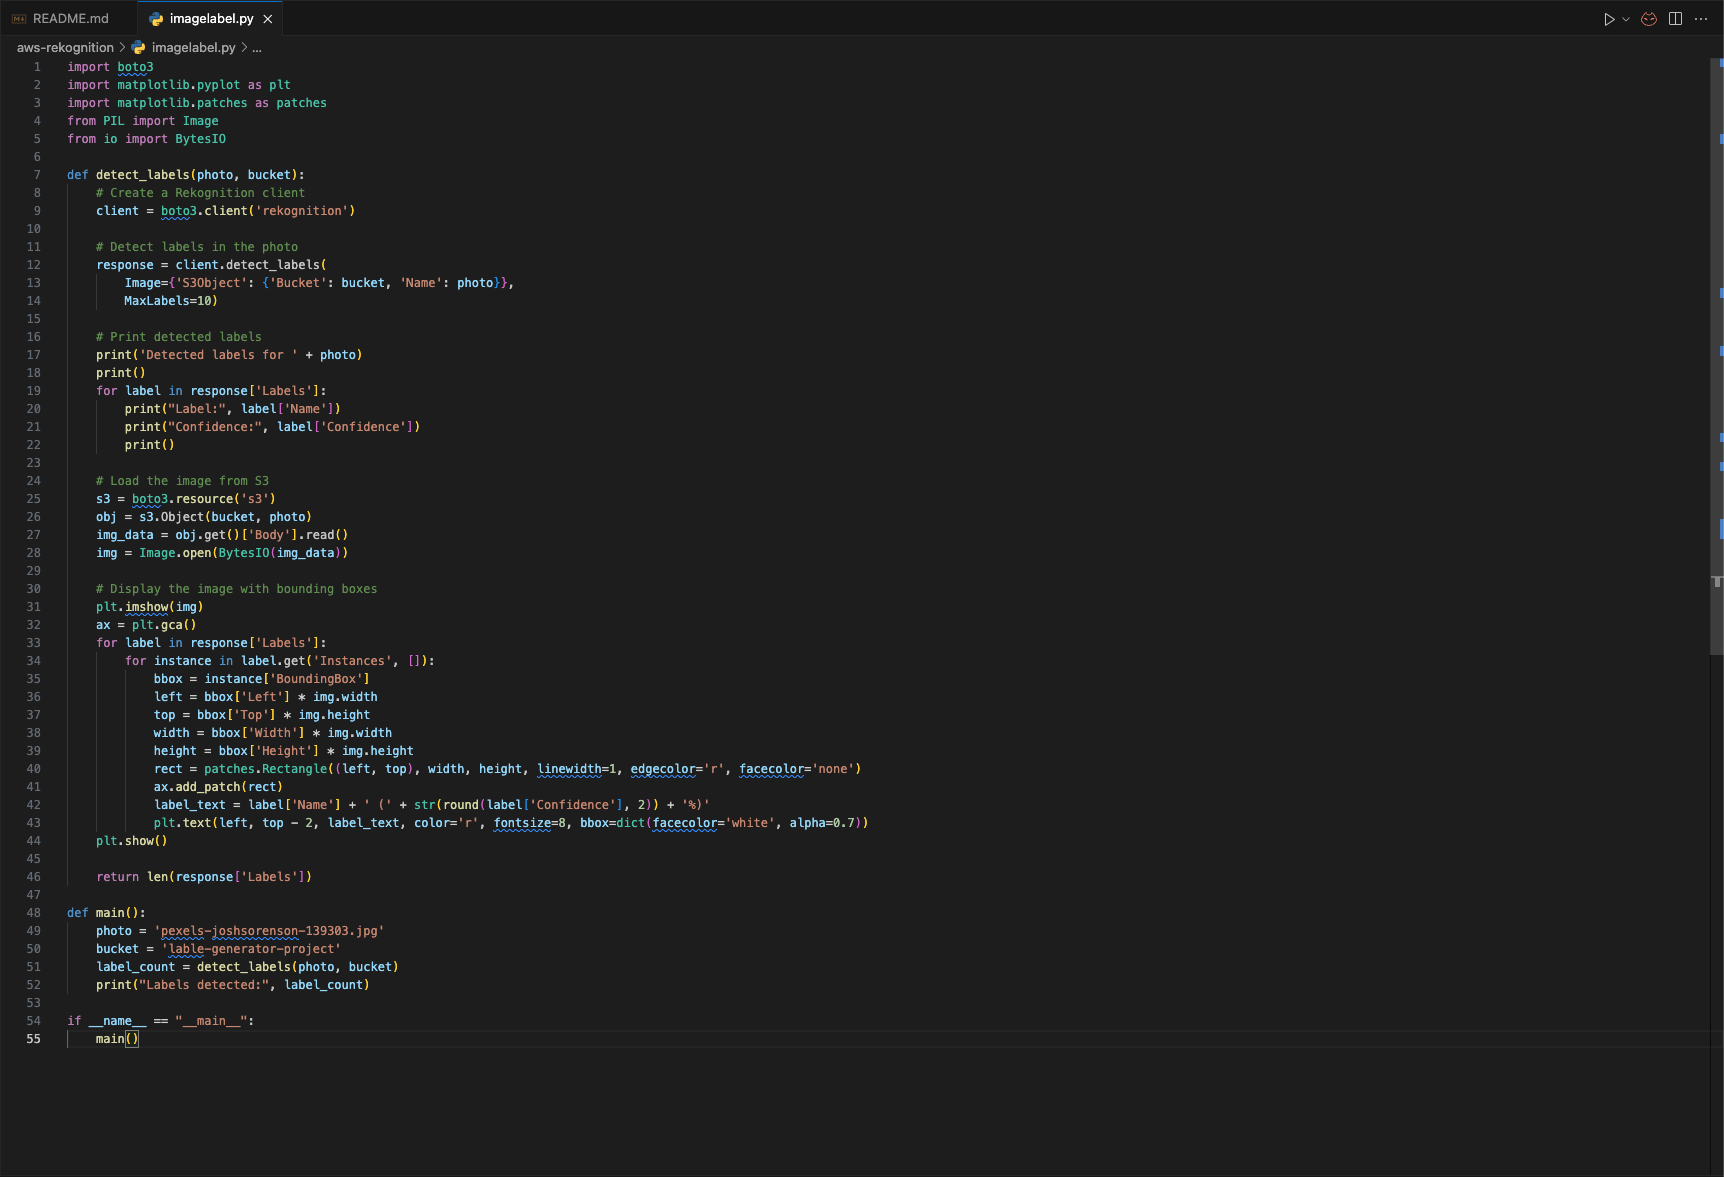 README.md
imagelabel.py
aws-rekognition > imagelabel.py > ...
1 import boto3
2 import matplotlib.pyplot as plt
3 import matplotlib.patches as patches
4 from PIL import Image
5 from io import BytesIO
6
7 def detect_labels(photo, bucket):
8     # Create a Rekognition client
9     client = boto3.client('rekognition')
10
11     # Detect labels in the photo
12     response = client.detect_labels(
13         Image={'S3Object': {'Bucket': bucket, 'Name': photo}},
14         MaxLabels=10)
15
16     # Print detected labels
17     print('Detected labels for ' + photo)
18     print()
19     for label in response['Labels']:
20         print("Label:", label['Name'])
21         print("Confidence:", label['Confidence'])
22         print()
23
24     # Load the image from S3
25     s3 = boto3.resource('s3')
26     obj = s3.Object(bucket, photo)
27     img_data = obj.get()['Body'].read()
28     img = Image.open(BytesIO(img_data))
29
30     # Display the image with bounding boxes
31     plt.imshow(img)
32     ax = plt.gca()
33     for label in response['Labels']:
34         for instance in label.get('Instances', []):
35             bbox = instance['BoundingBox']
36             left = bbox['Left'] * img.width
37             top = bbox['Top'] * img.height
38             width = bbox['Width'] * img.width
39             height = bbox['Height'] * img.height
40             rect = patches.Rectangle((left, top), width, height, linewidth=1, edgecolor='r', facecolor='none')
41             ax.add_patch(rect)
42             label_text = label['Name'] + ' (' + str(round(label['Confidence'], 2)) + '%)'
43             plt.text(left, top - 2, label_text, color='r', fontsize=8, bbox=dict(facecolor='white', alpha=0.7))
44     plt.show()
45
46     return len(response['Labels'])
47
48 def main():
49     photo = 'pexels-joshsorenson-139303.jpg'
50     bucket = 'lable-generator-project'
51     label_count = detect_labels(photo, bucket)
52     print("Labels detected:", label_count)
53
54 if __name__ == "__main__":
55     main()